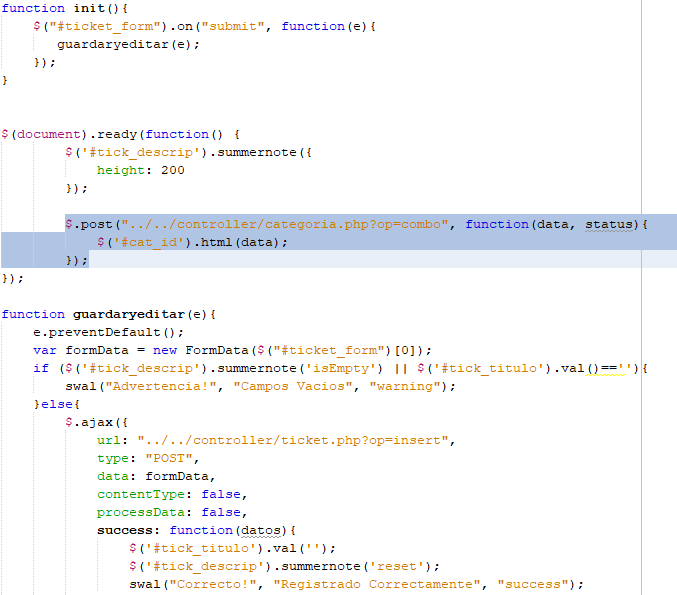 function init(){
    $("#ticket_form").on("submit", function(e){
       guardaryeditar(e);
    });
}
$(document).ready(function() {
        $('#tick_descrip').summernote({
            height: 200
        });
        $.post("../../controller/categoria.php?op=combo", function(data, status){
            $('#cat_id').html(data);
        });
});
function guardaryeditar(e){
    e.preventDefault();
    var formData = new FormData($("#ticket_form")[0]);
    if ($('#tick_descrip').summernote('isEmpty') || $('#tick_titulo').val()==''){
        swal("Advertencia!", "Campos Vacios", "warning");
    }else{
        $.ajax({
            url: "../../controller/ticket.php?op=insert",
            type: "POST",
            data: formData,
            contentType: false,
            processData: false,
            success: function(datos){
                $('#tick_titulo').val('');
                $('#tick_descrip').summernote('reset');
                swal("Correcto!", "Registrado Correctamente", "success");